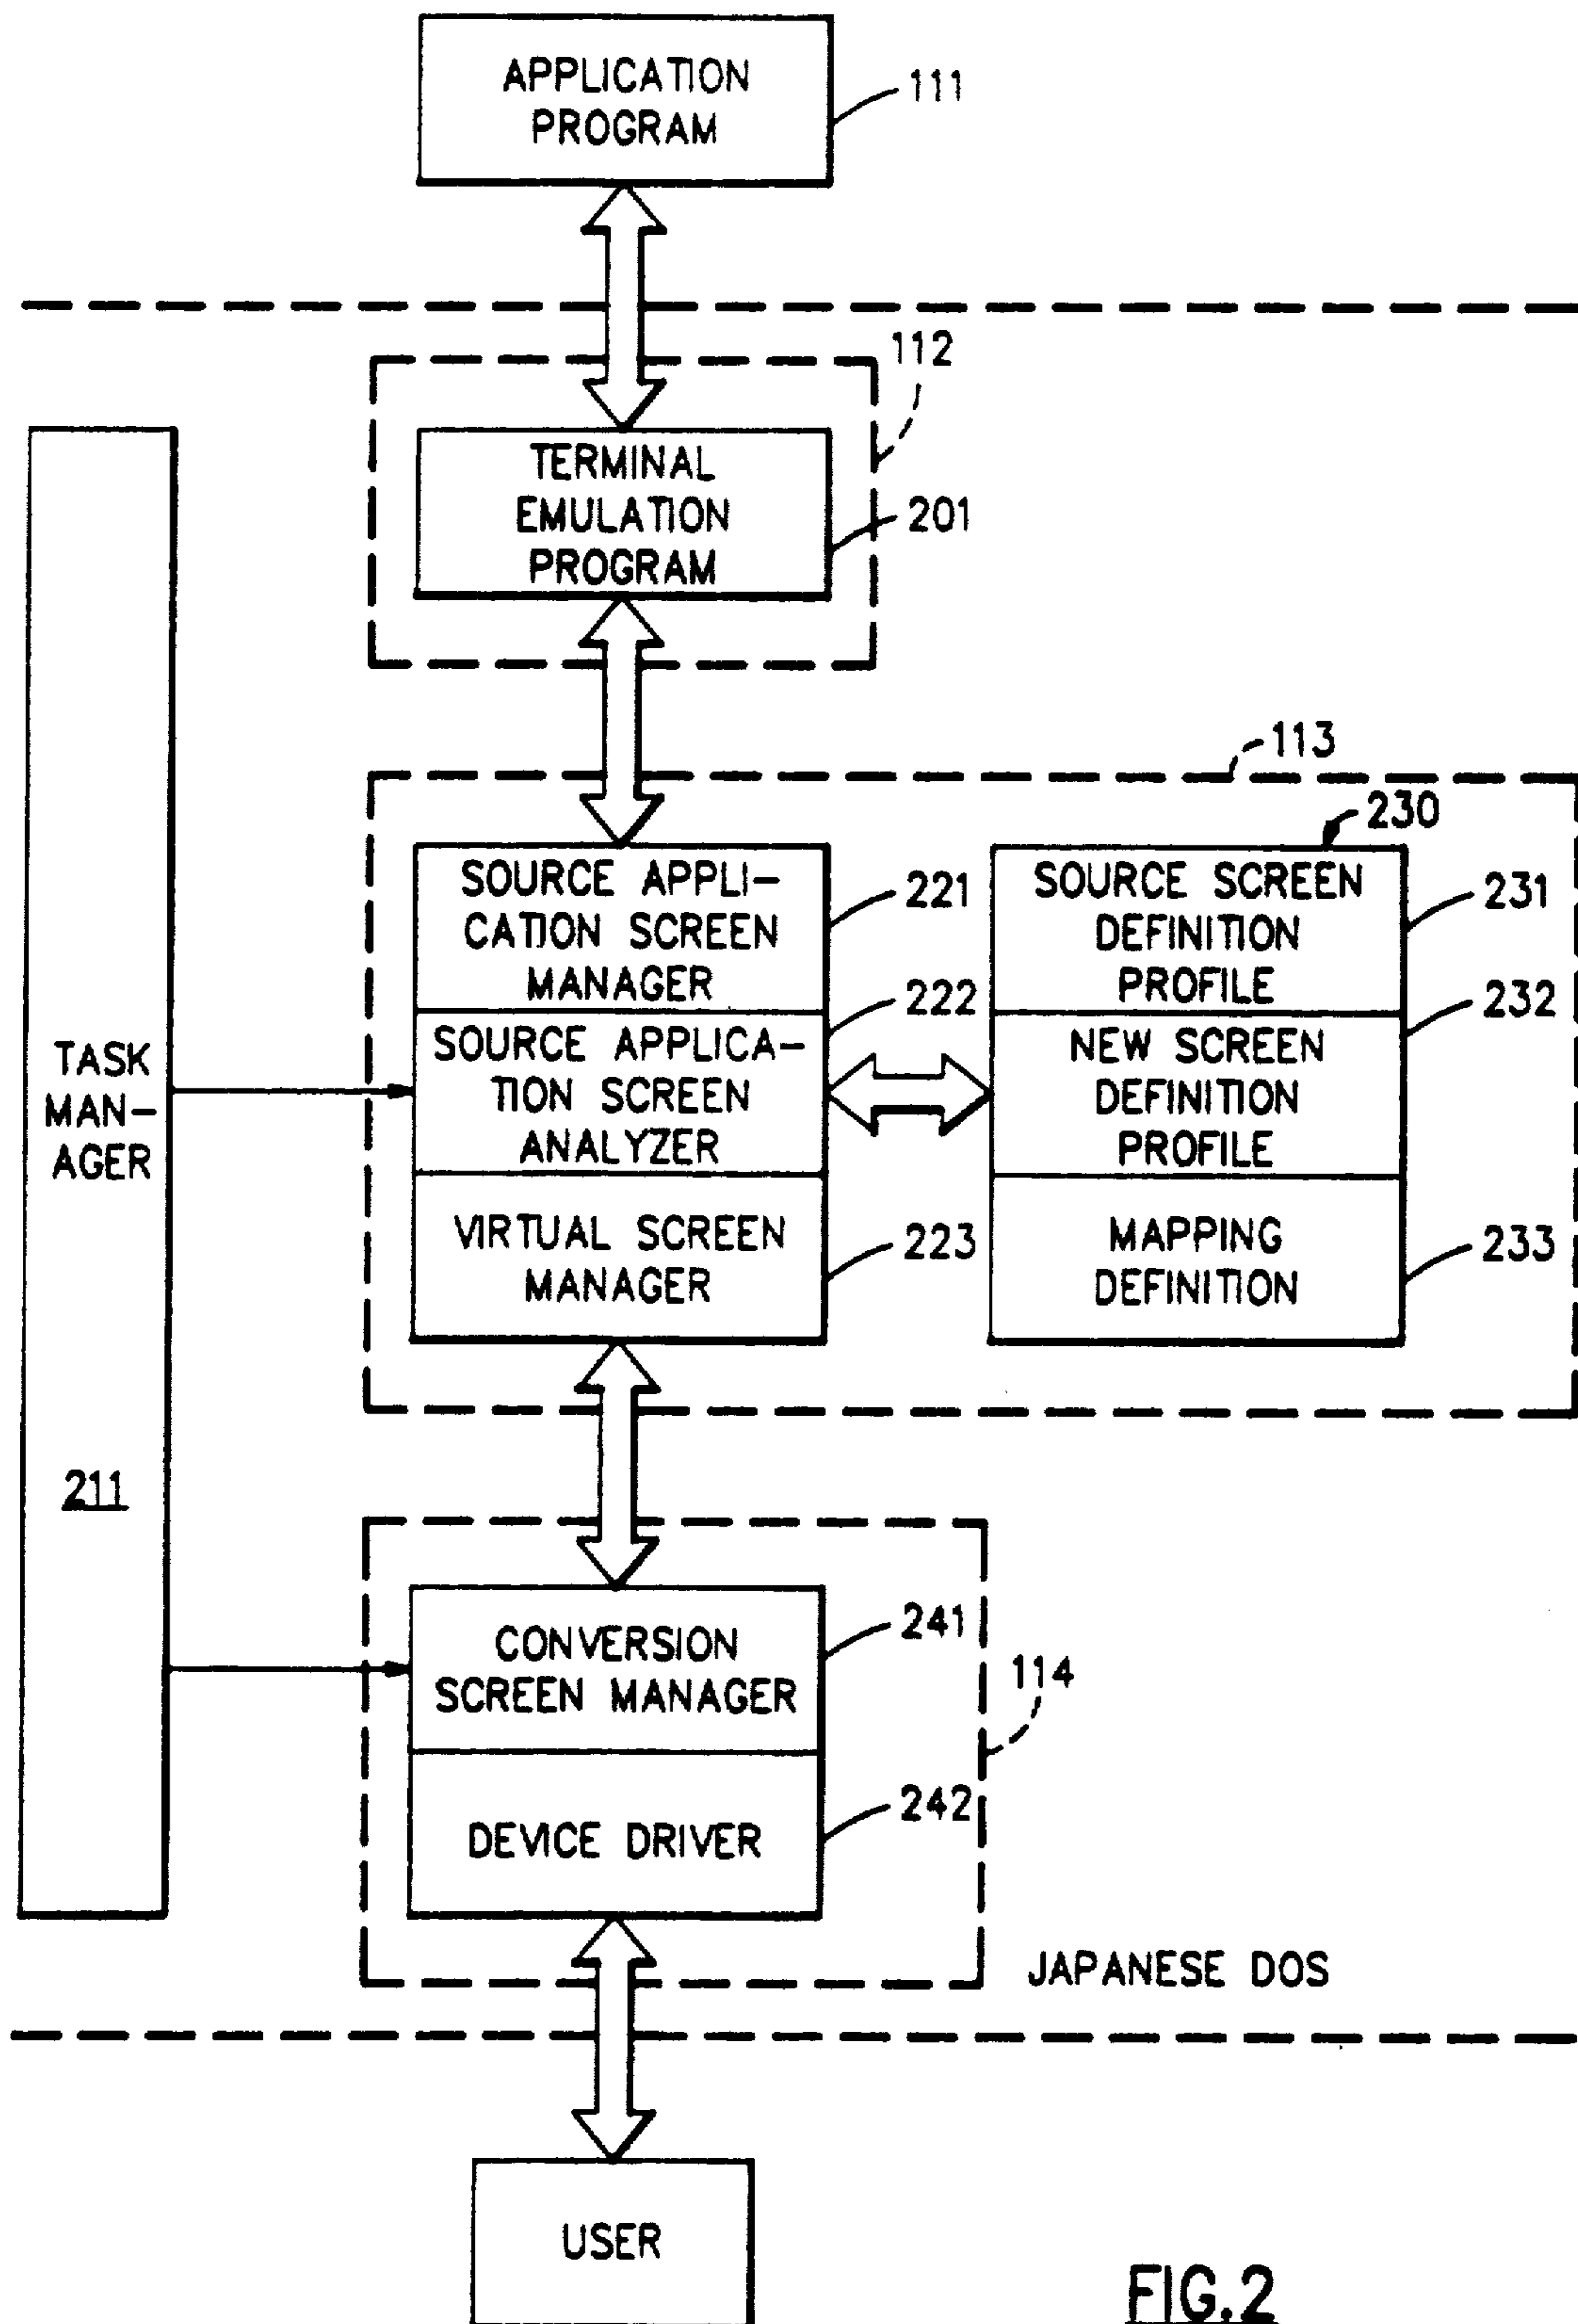 APPLICATION
PROGRAM
111
112
TERMINAL
EMULATION
PROGRAM
201
113
230
SOURCE APPLI-
CATION SCREEN
MANAGER
221
SOURCE SCREEN
DEFINITION
PROFILE
231
222
232
SOURCE APPLICA-
TION SCREEN
ANALYZER
NEW SCREEN
DEFINITION
PROFILE
TASK
MAN-
AGER
VIRTUAL SCREEN
MANAGER
223
MAPPING
DEFINITION
233
211
CONVERSION
SCREEN MANAGER
241
114
DEVICE DRIVER
242
JAPANESE DOS
USER
FIG.2